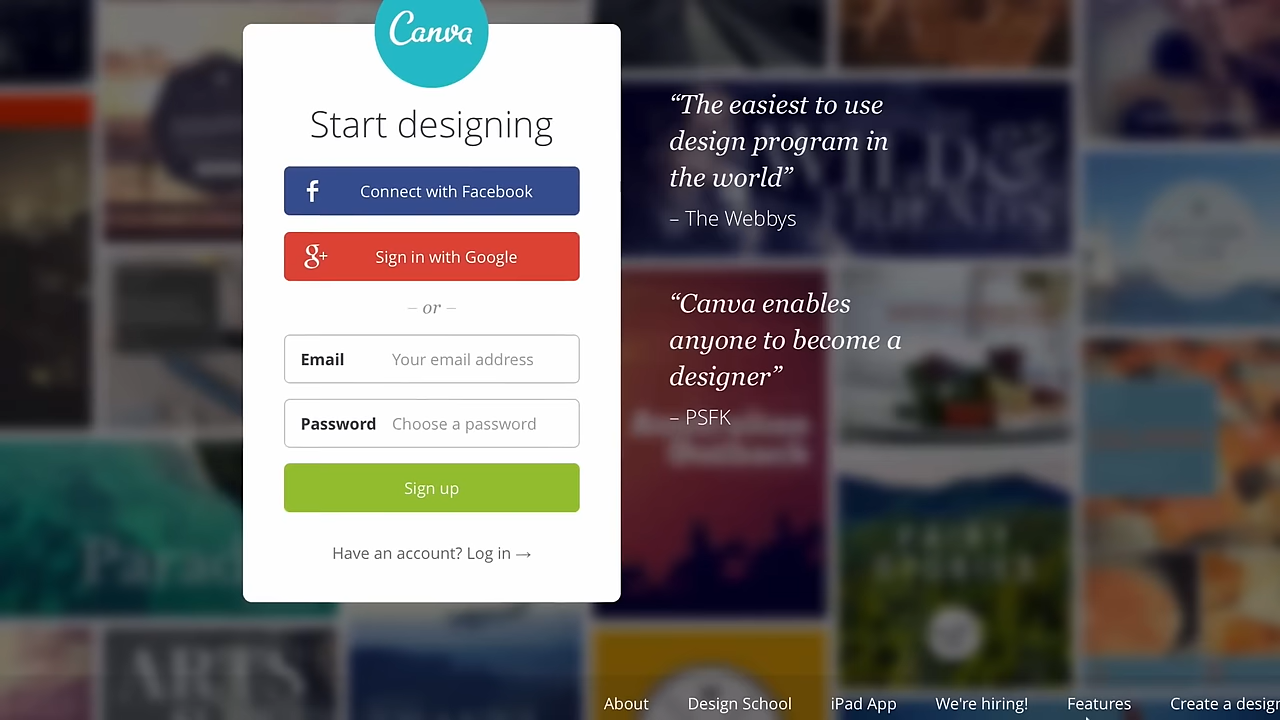 Canva
Start designing
f Connect with Facebook
g+ Sign in with Google
– or –
Email Your email address
Password Choose a password
Sign up
Have an account? Log in →
“The easiest to use
design program in
the world”
– The Webbys
“Canva enables
anyone to become a
designer”
– PSFK
ARTS
About Design School iPad App We're hiring! Features Create a